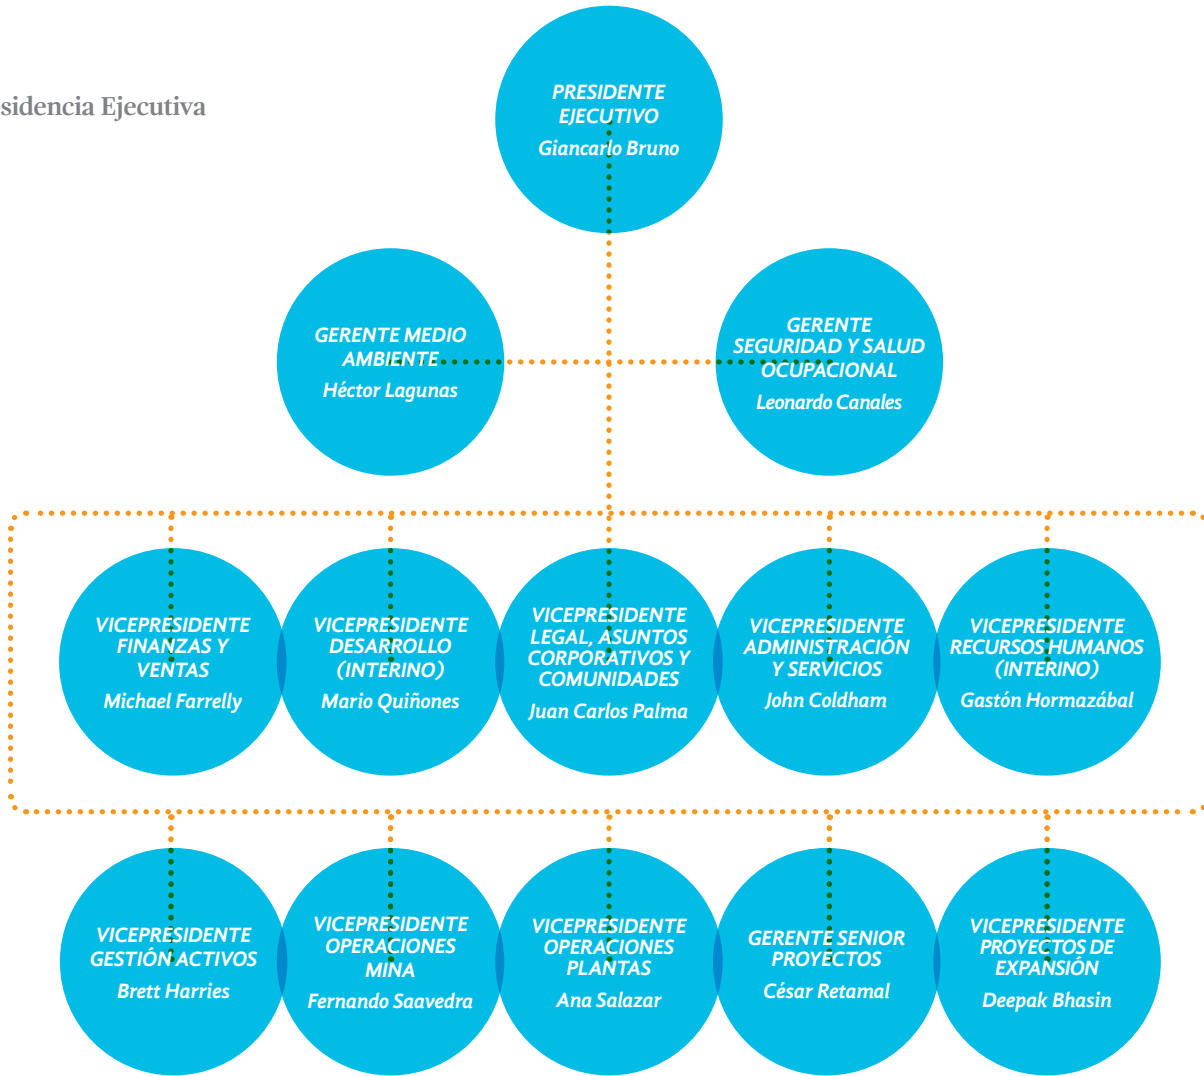 sidencia Ejecutiva
PRESIDENTE
EJECUTIVO
Giancarlo Bruno
GERENTE MEDIO
AMBIENTE
Héctor Lagunas
GERENTE
SEGURIDAD Y SALUD
OCUPACIONAL
Leonardo Canales
VICEPRESIDENTE
FINANZAS Y
VENTAS
Michael Farrelly
VICEPRESIDENTE
DESARROLLO
(INTERINO)
Mario Quiñones
VICEPRESIDENTE
LEGAL, ASUNTOS
CORPORATIVOS Y
COMUNIDADES
Juan Carlos Palma
VICEPRESIDENTE
ADMINISTRACIÓN
Y SERVICIOS
John Coldham
VICEPRESIDENTE
RECURSOS HUMANOS
(INTERINO)
Gastón Hormazábal
VICEPRESIDENTE
GESTIÓN ACTIVOS
Brett Harries
VICEPRESIDENTE
OPERACIONES
MINA
Fernando Saavedra
VICEPRESIDENTE
OPERACIONES
PLANTAS
Ana Salazar
GERENTE SENIOR
PROYECTOS
César Retamal
VICEPRESIDENTE
PROYECTOS DE
EXPANSIÓN
Deepak Bhasin